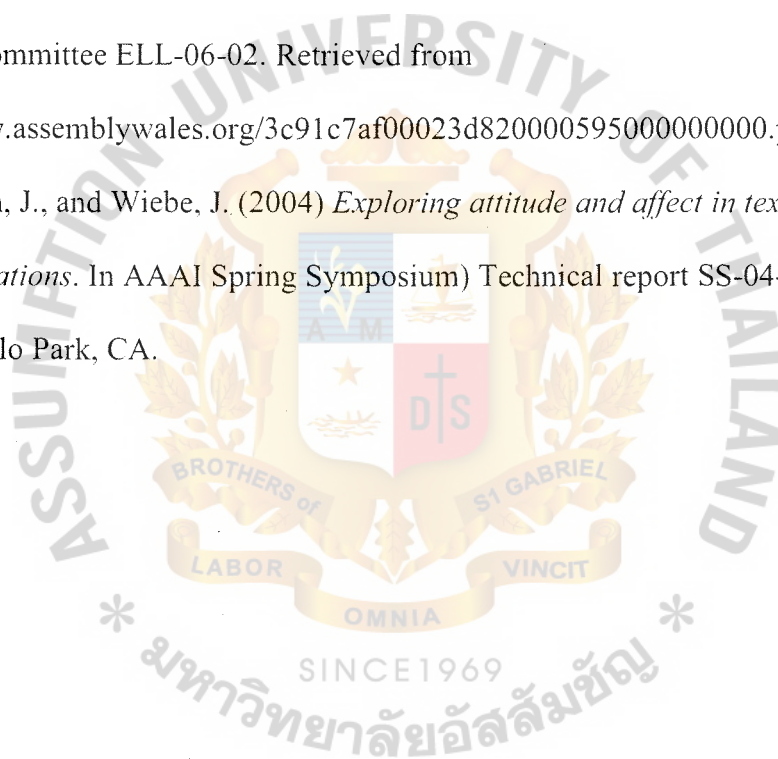 ommittee ELL-06-02. Retrieved from
.assemblywales.org/3c91c7af00023d820000595000000000.
, J., and Wiebe, J. (2004) Exploring attitude and affect in tex
ations. In AAAI Spring Symposium) Technical report SS-04-
lo Park, CA.
ASSUMPTION UNIVERSITY OF THAILAND
A M
D S
BROTHERS of ST GABRIEL
LABOR
VINCIT
OMNIA
SINCE1969
* มหาวิทยาลัยอัสสัมชัญ *